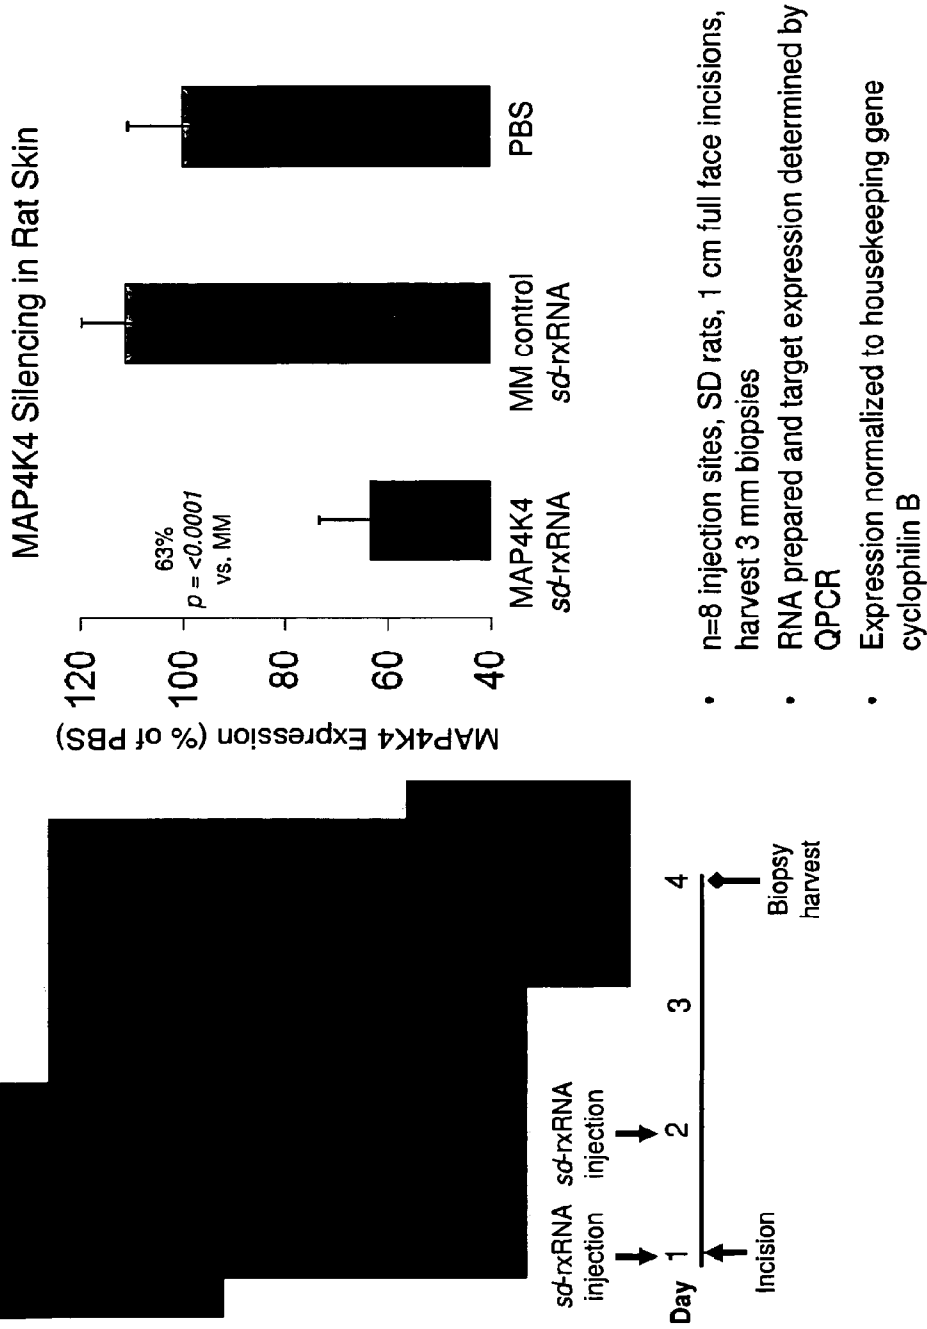 MAP4K4 Silencing in Rat Skin
MAP4K4 Expression (% of PBS)
120
100
80
60
40
63%
p = <0.0001
vs. MM
MAP4K4
sd-rxRNA
MM control
sd-rxRNA
PBS
sd-rxRNA
injection
sd-rxRNA
injection
Day
1
2
3
4
Incision
Biopsy
harvest
• n=8 injection sites, SD rats, 1 cm full face incisions,
harvest 3 mm biopsies
• RNA prepared and target expression determined by
QPCR
• Expression normalized to housekeeping gene
cyclophilin B